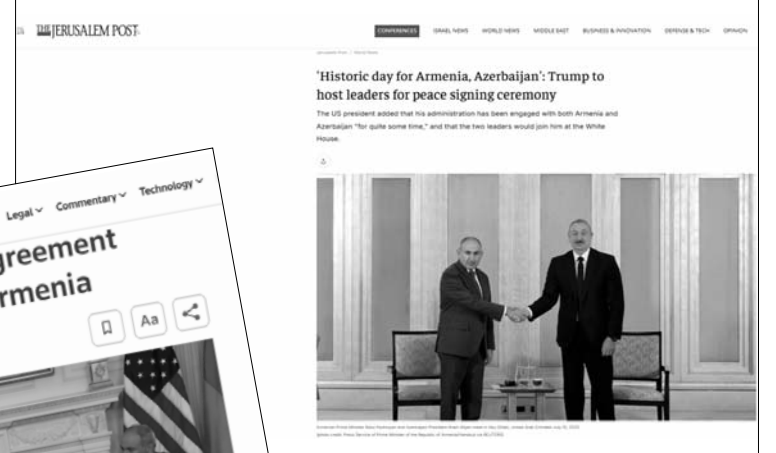 THE JERUSALEM POST
CONFERENCES ISRAEL NEWS WORLD NEWS MIDDLE EAST BUSINESS & INNOVATION DEFENSE & TECH OPINION
'Historic day for Armenia, Azerbaijan': Trump to
host leaders for peace signing ceremony
The US president added that his administration has been engaged with both Armenia and
Azerbaijan "for quite some time," and that the two leaders would join him at the White
House.
Legal Commentary Technology
greement
rmenia
Aa